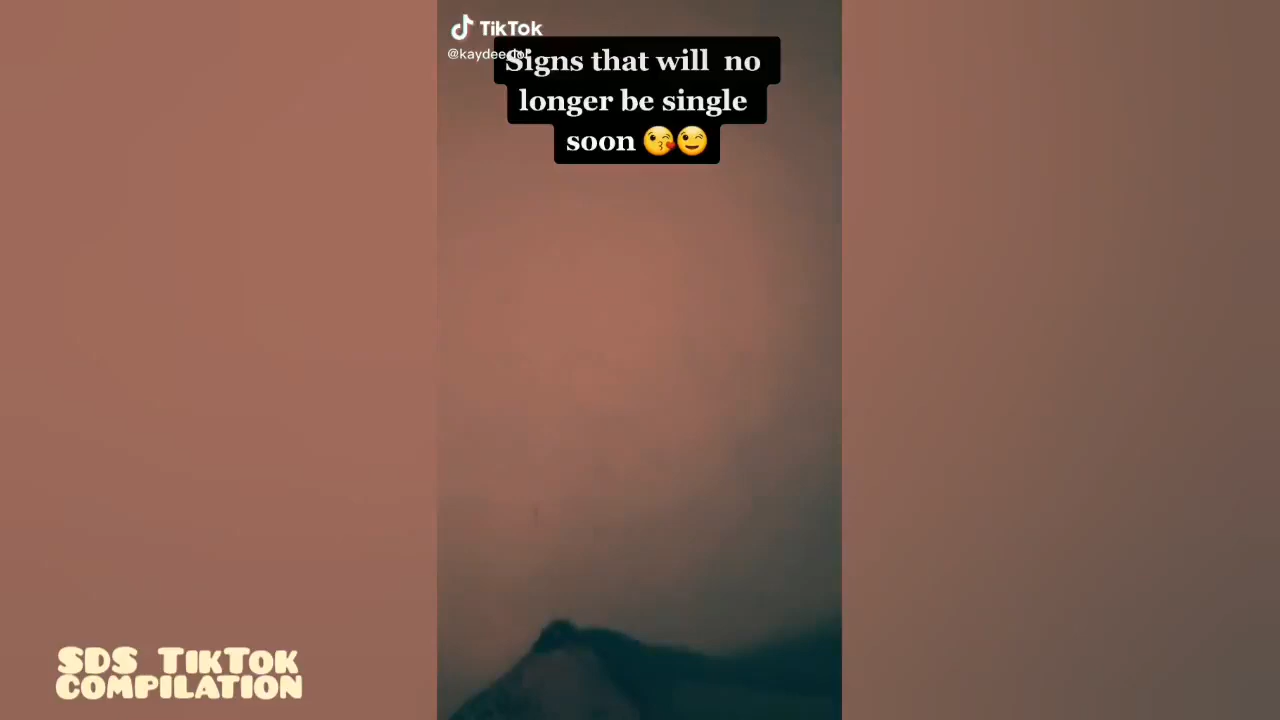 TikTok
Signs that will no
longer be single
soon 😘😉
SDS TikTok
COMPILATION